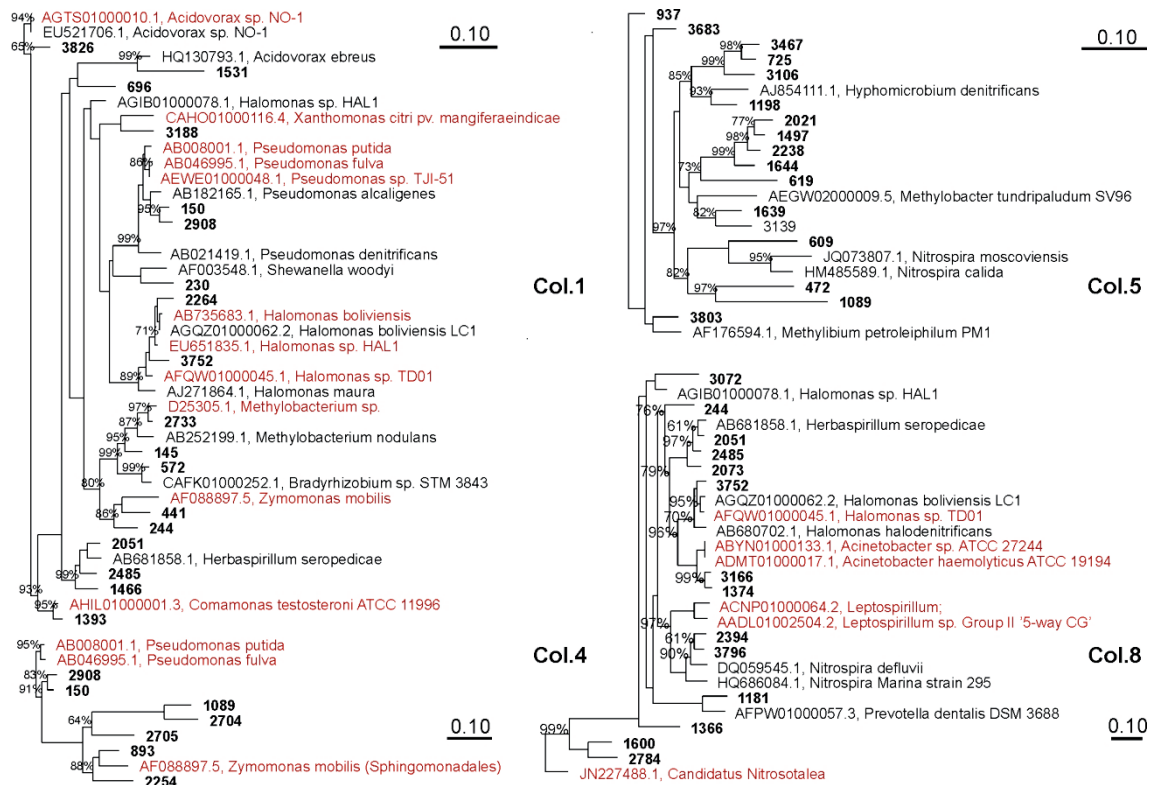 94%
AGTS01000010.1, Acidovorax sp. NO-1
EU521706.1, Acidovorax sp. NO-1
65%
3826
0.10
99%
HQ130793.1, Acidovorax ebreus
1531
696
AGIB01000078.1, Halomonas sp. HAL1
CAHO01000116.4, Xanthomonas citri pv. mangiferaeindicae
3188
AB008001.1, Pseudomonas putida
86%
AB046995.1, Pseudomonas fulva
AEWE01000048.1, Pseudomonas sp. TJI-51
AB182165.1, Pseudomonas alcaligenes
95%
150
2908
99%
AB021419.1, Pseudomonas denitrificans
AF003548.1, Shewanella woodyi
230
Col.1
2264
AB735683.1, Halomonas boliviensis
71%
AGQZ01000062.2, Halomonas boliviensis LC1
EU651835.1, Halomonas sp. HAL1
3752
89%
AFQW01000045.1, Halomonas sp. TD01
AJ271864.1, Halomonas maura
97%
D25305.1, Methylobacterium sp.
87%
2733
95%
AB252199.1, Methylobacterium nodulans
99%
145
99%
572
CAFK01000252.1, Bradyrhizobium sp. STM 3843
80%
AF088897.5, Zymomonas mobilis
86%
441
244
2051
AB681858.1, Herbaspirillum seropedicae
99%
2485
93%
1466
95%
AHIL01000001.3, Comamonas testosteroni ATCC 11996
1393
95%
AB008001.1, Pseudomonas putida
AB046995.1, Pseudomonas fulva
Col.4
83%
2908
91%
150
1089
64%
2704
2705
0.10
893
88%
AF088897.5, Zymomonas mobilis (Sphingomonadales)
2254
937
3683
98%
3467
0.10
99%
725
85%
3106
AJ854111.1, Hyphomicrobium denitrificans
93%
1198
77%
2021
98%
1497
99%
2238
73%
1644
619
AEGW02000009.5, Methylobacter tundripaludum SV96
82%
1639
97%
3139
609
95%
JQ073807.1, Nitrospira moscoviensis
82%
HM485589.1, Nitrospira calida
97%
472
Col.5
1089
3803
AF176594.1, Methylibium petroleiphilum PM1
3072
AGIB01000078.1, Halomonas sp. HAL1
76%
244
61%
AB681858.1, Herbaspirillum seropedicae
97%
2051
2485
79%
2073
3752
95%
AGQZ01000062.2, Halomonas boliviensis LC1
70%
AFQW01000045.1, Halomonas sp. TD01
96%
AB680702.1, Halomonas halodenitrificans
ABYN01000133.1, Acinetobacter sp. ATCC 27244
ADMT01000017.1, Acinetobacter haemolyticus ATCC 19194
99%
3166
1374
ACNP01000064.2, Leptospirillum;
97%
AADL01002504.2, Leptospirillum sp. Group II '5-way CG'
61%
2394
90%
3796
Col.8
DQ059545.1, Nitrospira defluvii
HQ686084.1, Nitrospira Marina strain 295
1181
AFPW01000057.3, Prevotella dentalis DSM 3688
99%
1366
0.10
1600
2784
JN227488.1, Candidatus Nitrosotalea